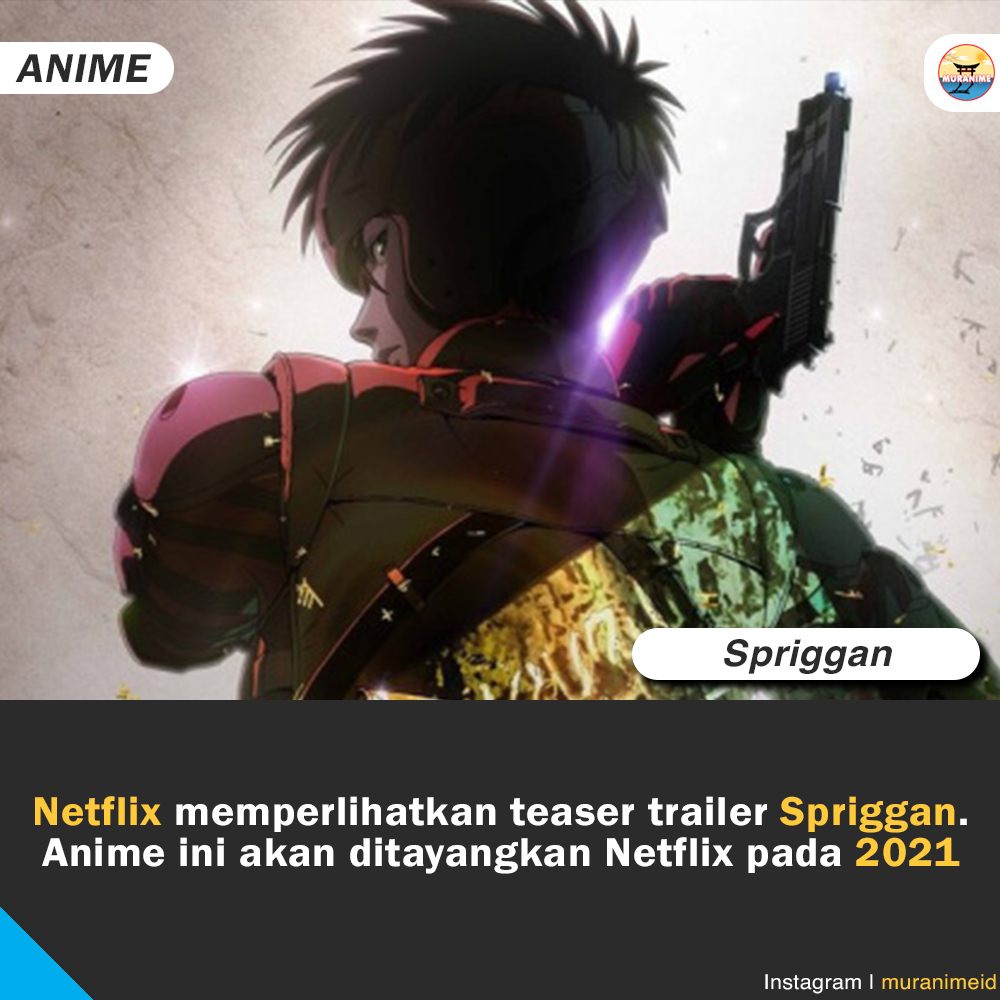 ANIME
MURANIME
Spriggan
Netflix memperlihatkan teaser trailer Spriggan.
Anime ini akan ditayangkan Netflix pada 2021
Instagram | muranimeid